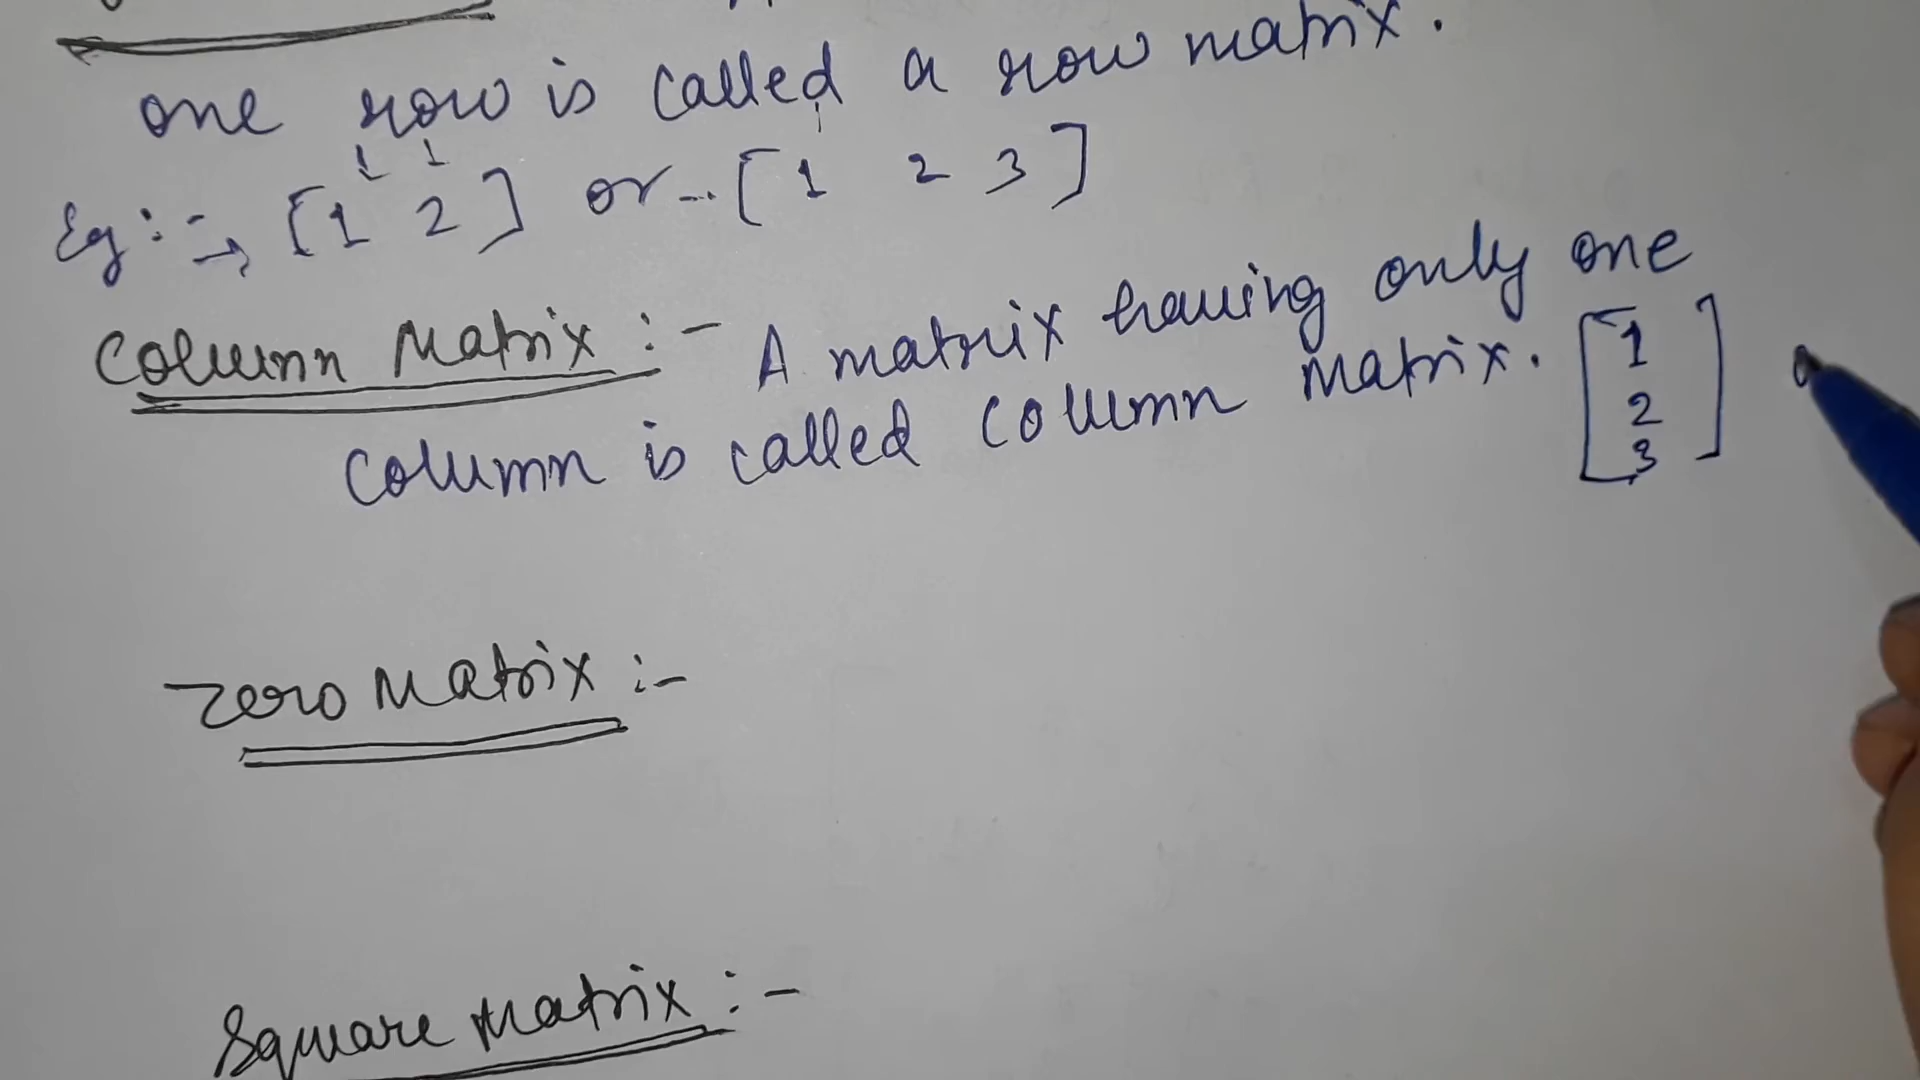 one row is called a row matrix.
Eg:-→ [1 2] or [1 2 3]
Column Matrix :- A matrix having only one
column is called column matrix. [1 2 3]
Zero Matrix :-
Square Matrix :-